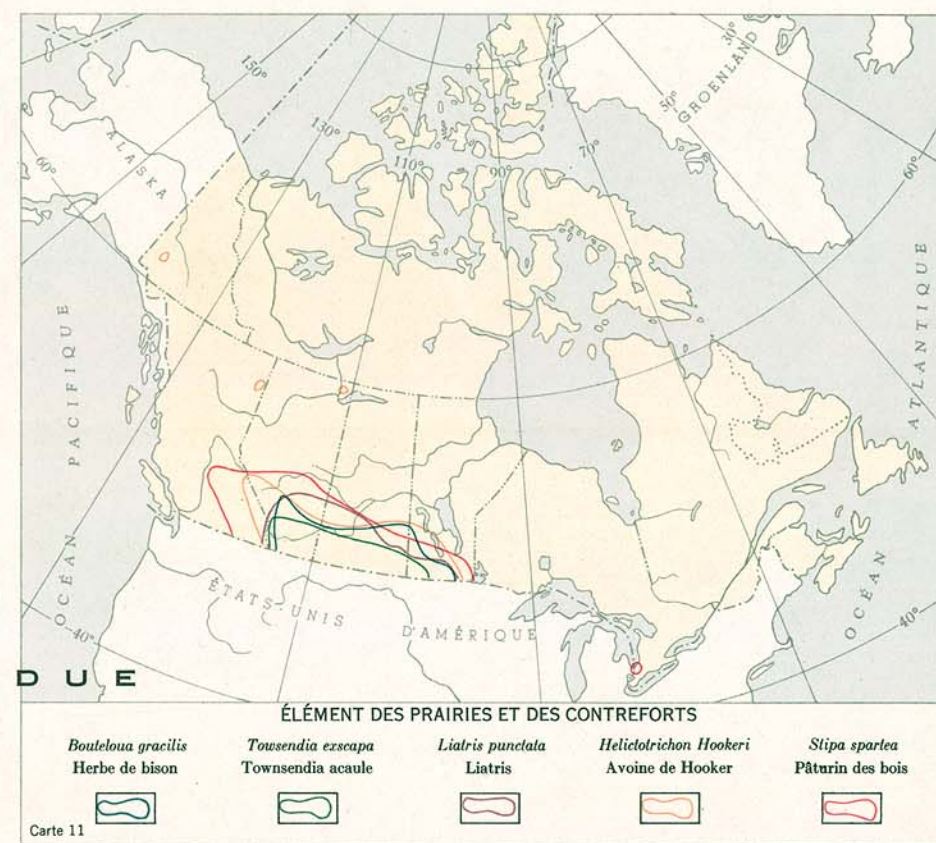 30°
150°
50°
GROENLAND
ALASKA
130°
70°
60°
110°
90°
60°
OCÉAN PACIFIQUE
OCÉAN ATLANTIQUE
ÉTATS-UNIS D'AMÉRIQUE
40°
40°
DUE
ÉLÉMENT DES PRAIRIES ET DES CONTREFORTS
Bouteloua gracilis
Herbe de bison
Towsendia exscapa
Townsendia acaule
Liatris punctata
Liatris
Helictotrichon Hookeri
Avoine de Hooker
Stipa spartea
Pâturin des bois
Carte 11